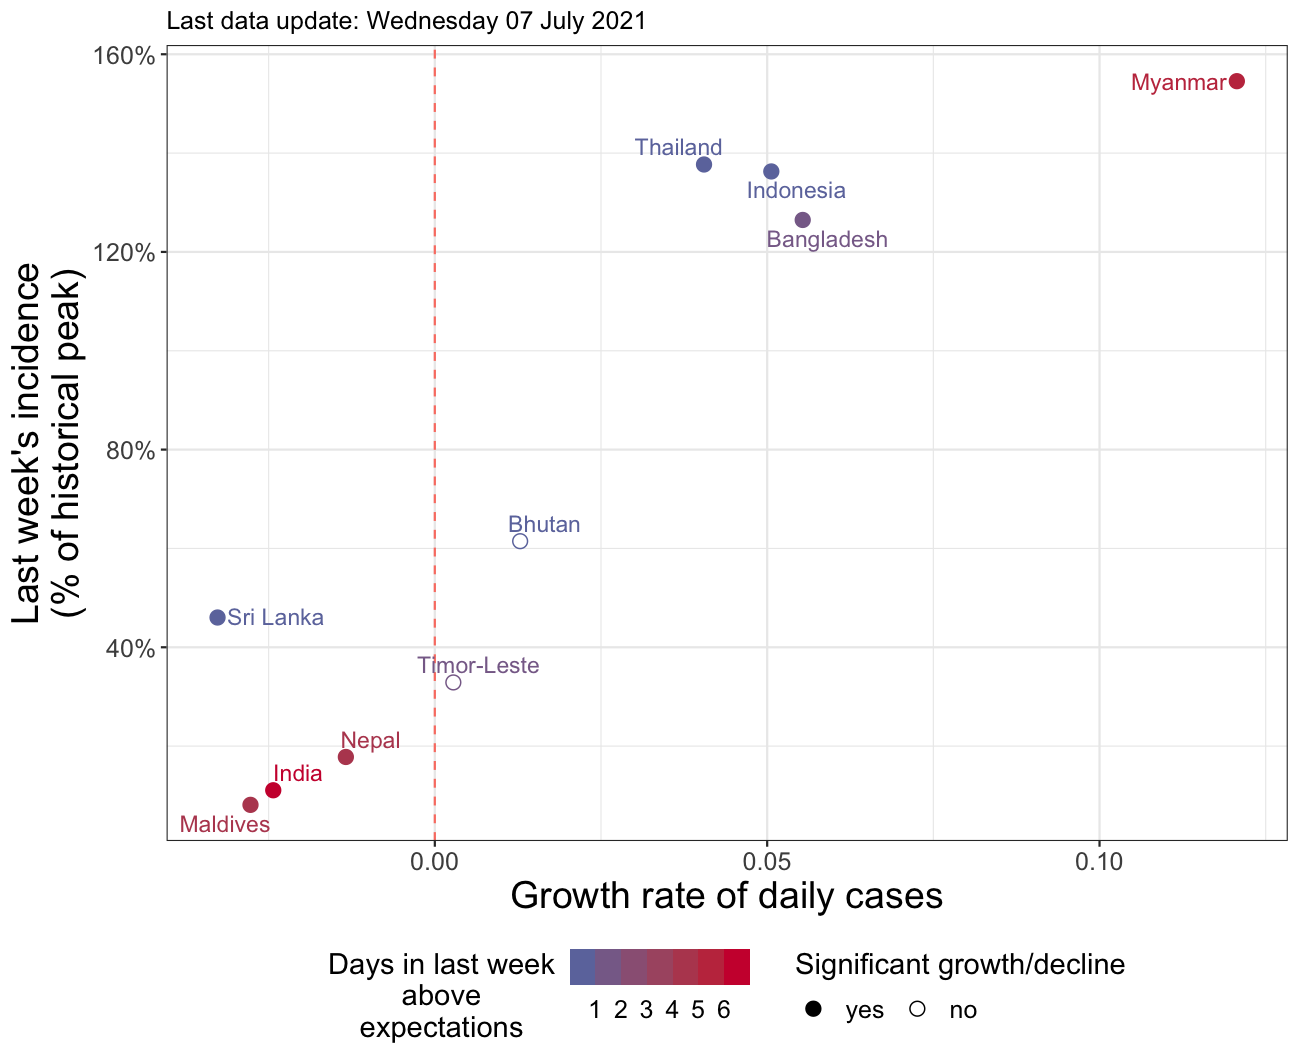 Last data update: Wednesday 07 July 2021
160%
120%
80%
40%
Last week's incidence
(% of historical peak)
Myanmar
Thailand
Indonesia
Bangladesh
Bhutan
Sri Lanka
Timor-Leste
Nepal
India
Maldives
0.00 0.05 0.10
Growth rate of daily cases
Days in last week
above
expectations
1 2 3 4 5 6
Significant growth/decline
yes no